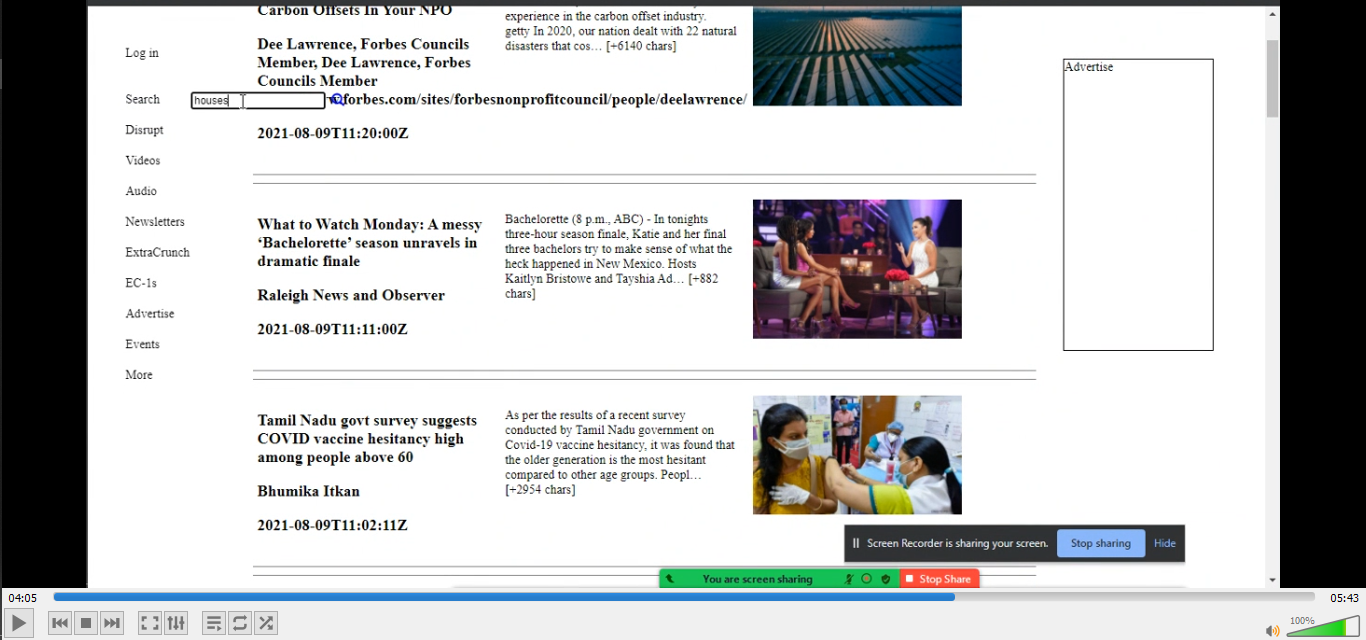 Carbon Offsets In Your NPO
Dee Lawrence, Forbes Councils
Member, Dee Lawrence, Forbes
Councils Member
forbes.com/sites/forbesnonprofitcouncil/people/deelawrence/
2021-08-09T11:20:00Z
experience in the carbon offset industry.
getty In 2020, our nation dealt with 22 natural
disasters that cos… [+6140 chars]
Log in
Search
houses
Disrupt
Videos
Audio
Newsletters
ExtraCrunch
EC-1s
Advertise
Events
More
What to Watch Monday: A messy
‘Bachelorette’ season unravels in
dramatic finale
Raleigh News and Observer
2021-08-09T11:11:00Z
Bachelorette (8 p.m., ABC) - In tonights
three-hour season finale, Katie and her final
three bachelors try to make sense of what the
heck happened in New Mexico. Hosts
Kaitlyn Bristowe and Tayshia Ad… [+882
chars]
Tamil Nadu govt survey suggests
COVID vaccine hesitancy high
among people above 60
Bhumika Itkan
2021-08-09T11:02:11Z
As per the results of a recent survey
conducted by Tamil Nadu government on
Covid-19 vaccine hesitancy, it was found that
the older generation is the most hesitant
compared to other age groups. Peopl…
[+2954 chars]
Advertise
Screen Recorder is sharing your screen.
Stop sharing
Hide
You are screen sharing
Stop Share
04:05
05:43
100%